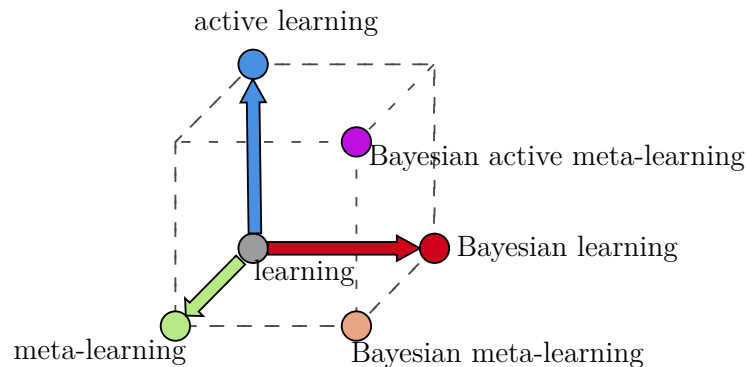 active learning
Bayesian active meta-learning
Bayesian learning
learning
meta-learning
Bayesian meta-learning